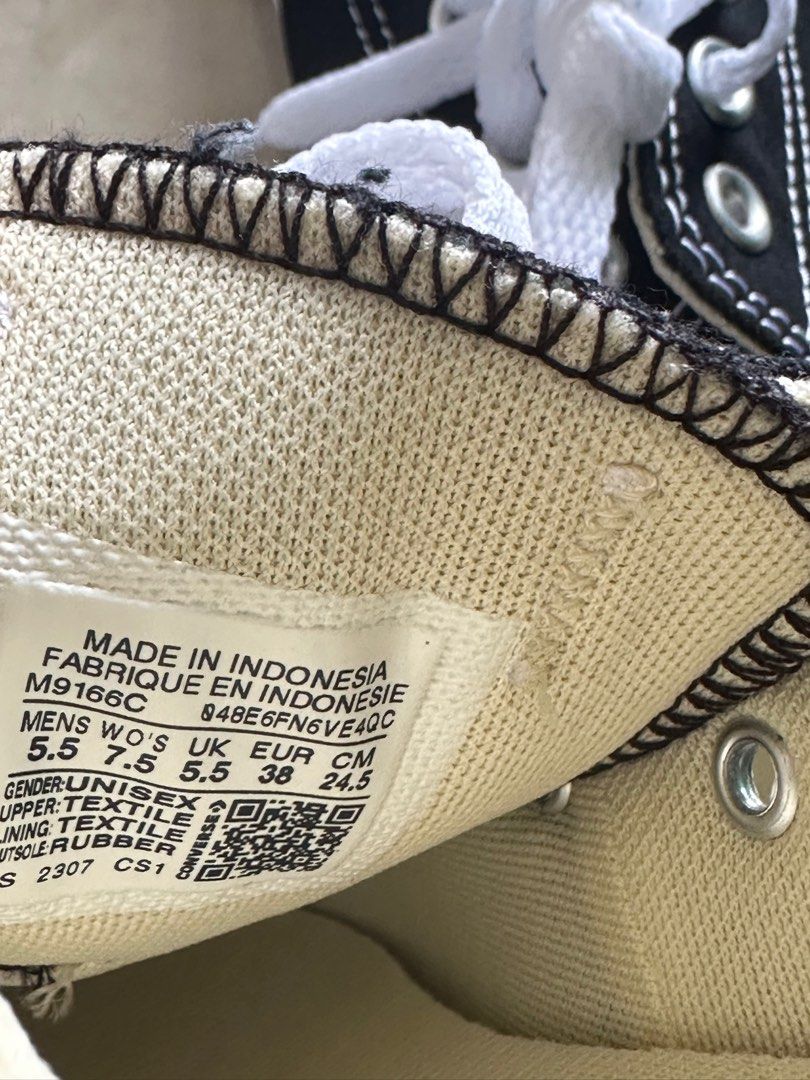 MADE IN INDONESIA
FABRIQUE EN INDONESIE
M9166C 048E6FN6VE4QC
MENS WO'S UK EUR CM
5.5 7.5 5.5 38 24.5
GENDER:UNISEX
UPPER:TEXTILE
LINING: TEXTILE
OUTSOLE:RUBBER
S 2307 CS1
CONVERSE